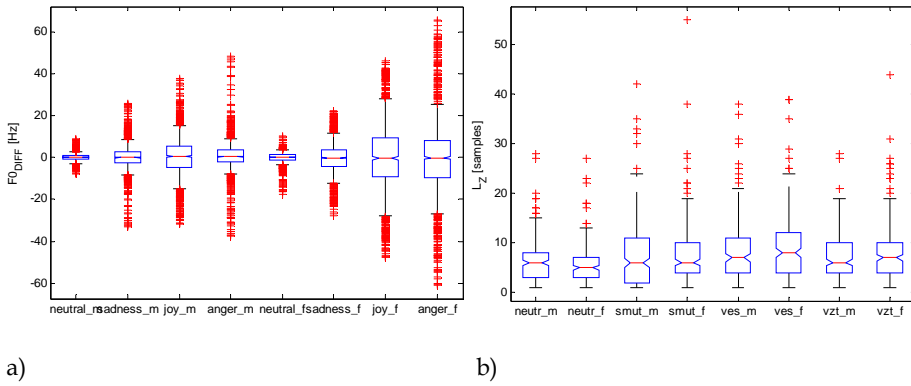 60
40
20
0
-20
-40
-60
F0DIFF [Hz]
neutral_m sadness_m joy_m anger_m neutral_f sadness_f joy_f anger_f
a)
50
40
30
20
10
0
LZ [samples]
neutr_m neutr_f smut_m smut_f ves_m ves_f vzt_m vzt_f
b)